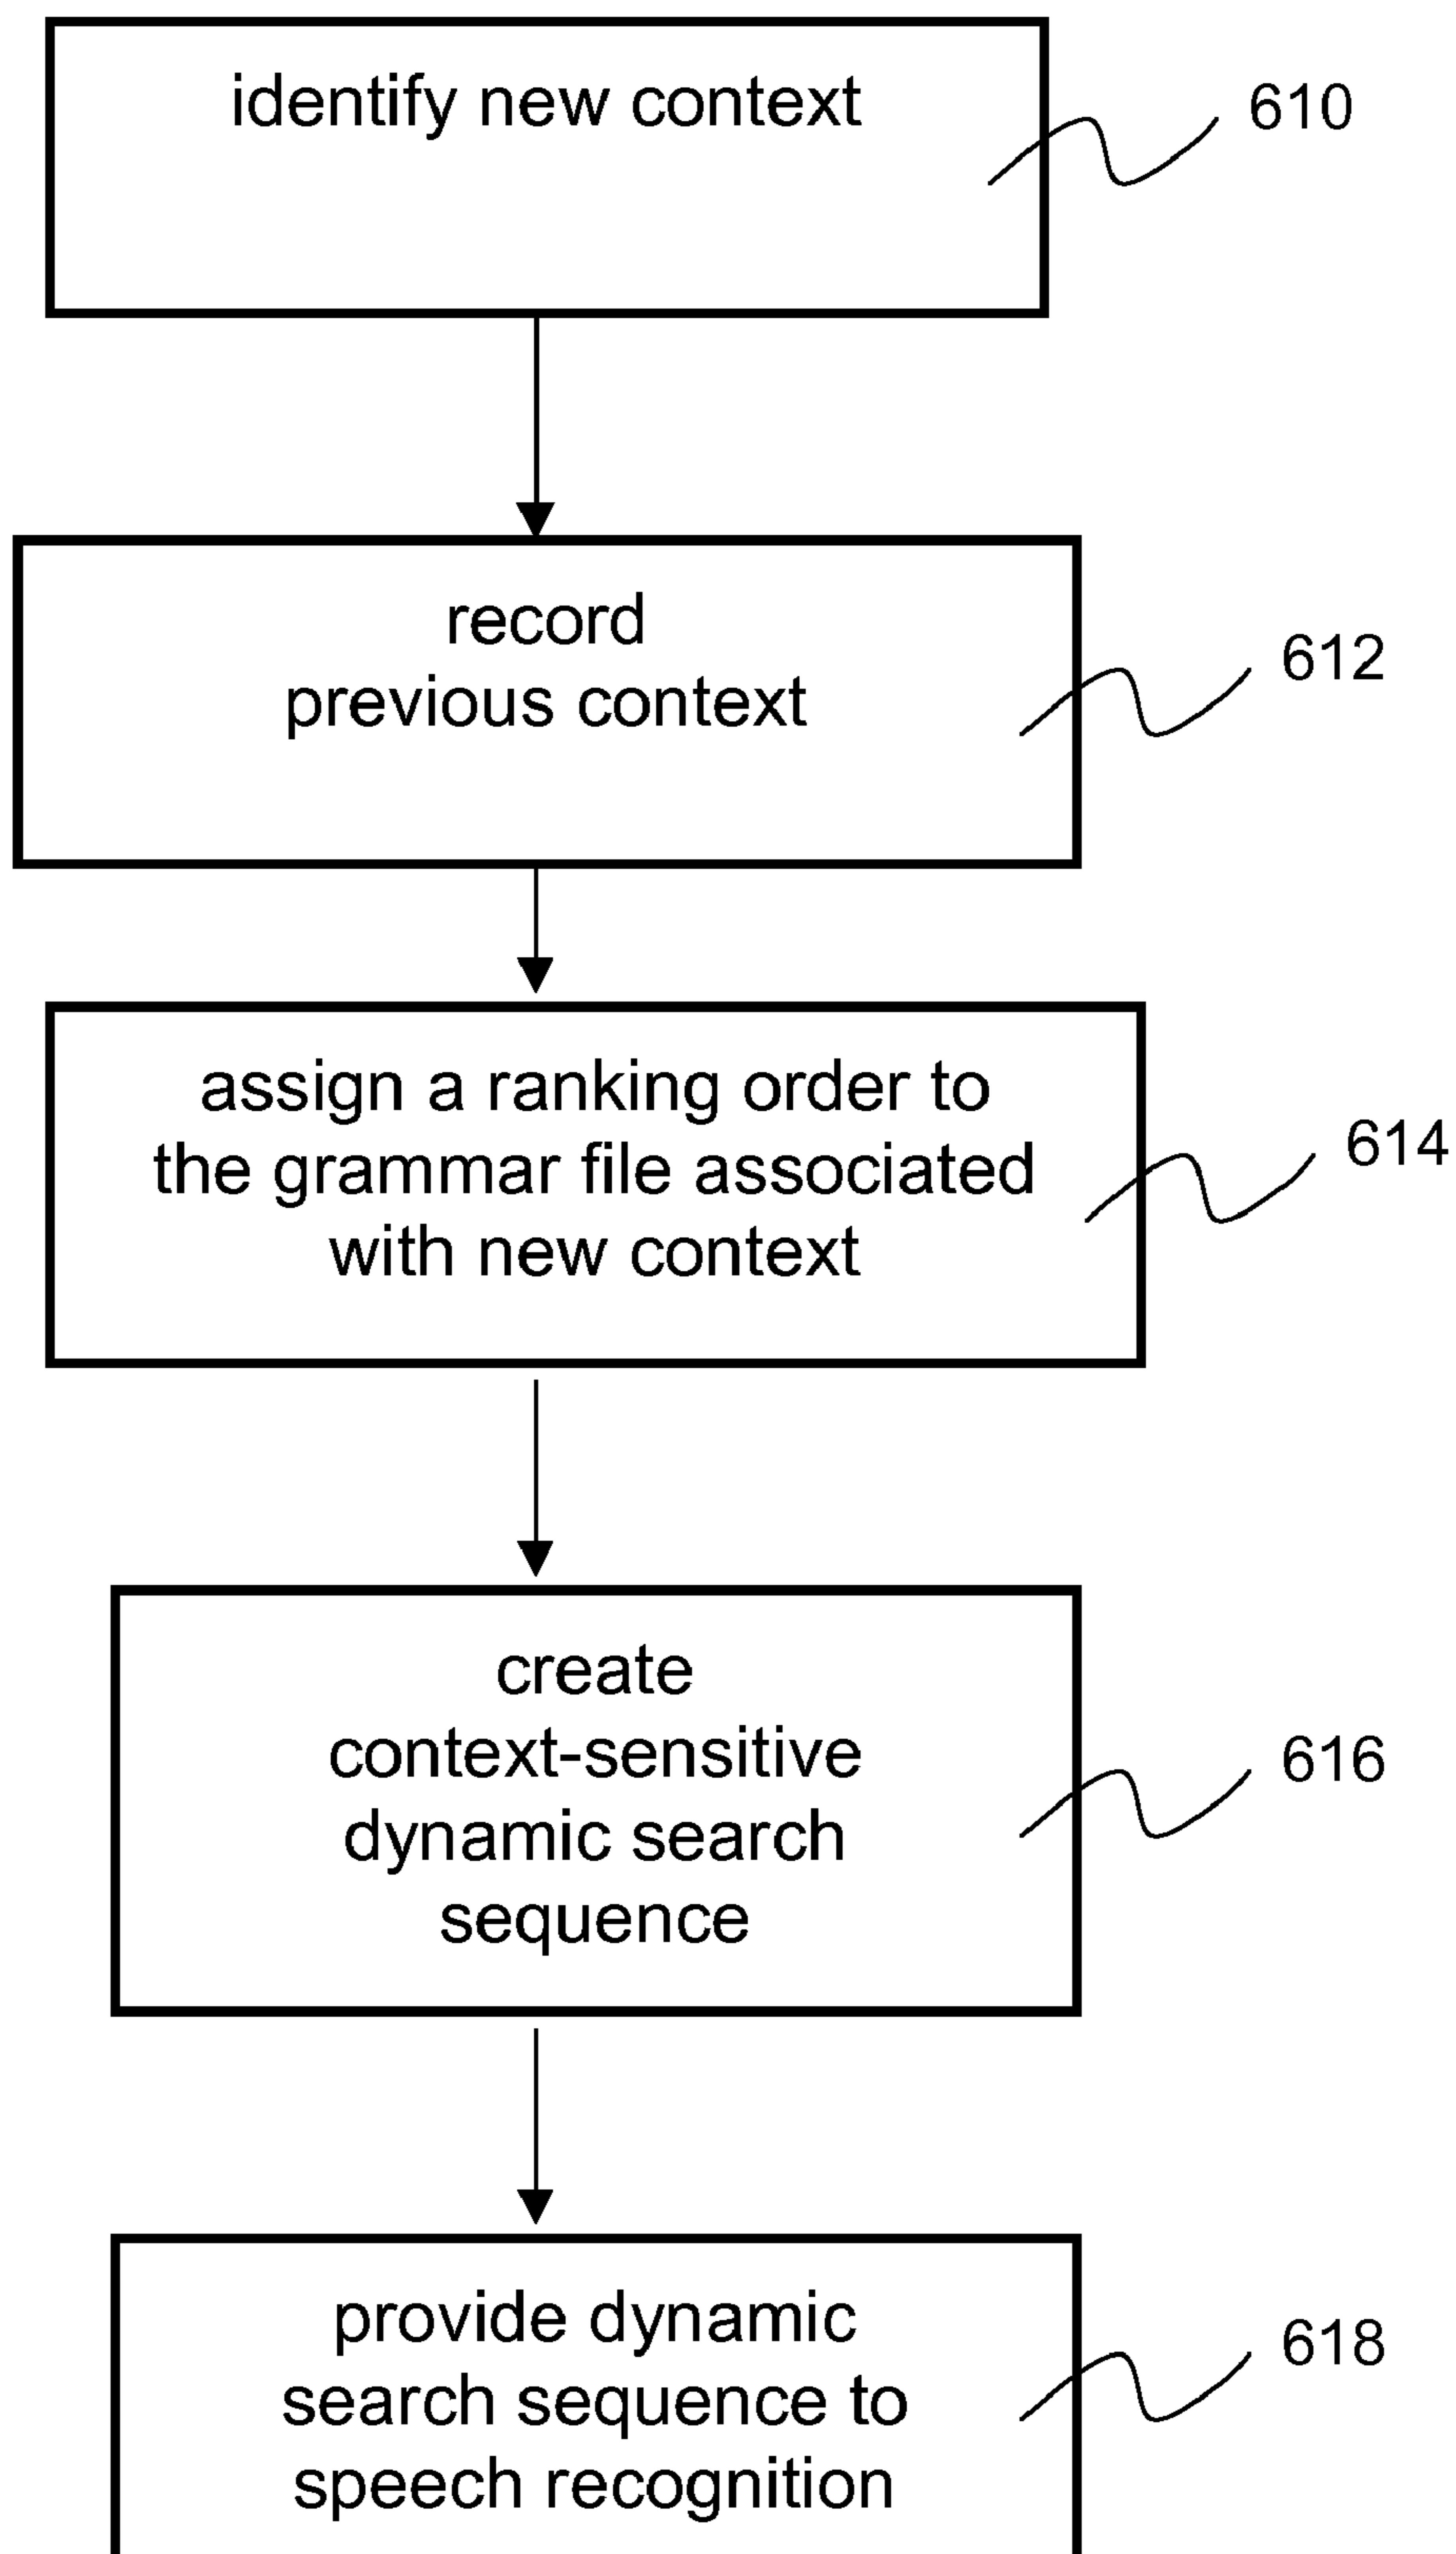 identify new context
610
record
previous context
612
assign a ranking order to
the grammar file associated
with new context
614
create
context-sensitive
dynamic search
sequence
616
provide dynamic
search sequence to
speech recognition
618